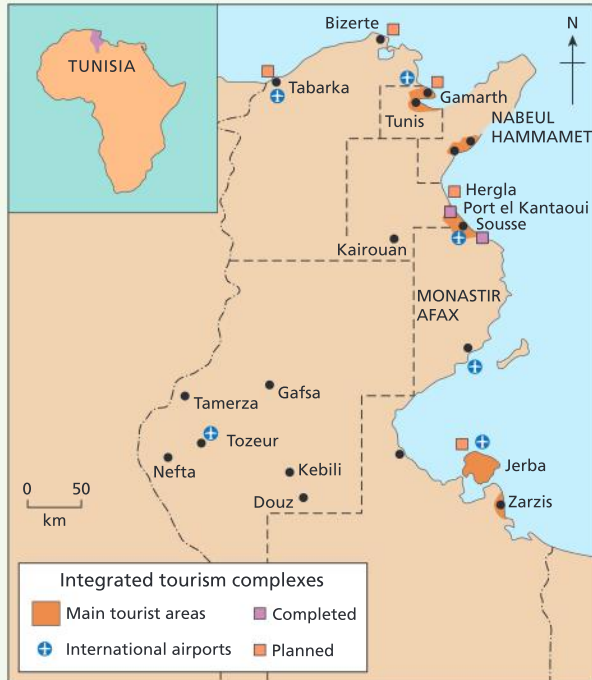 TUNISIA
N
Bizerte
Tabarka
Gamarth
Tunis
NABEUL
HAMMAMET
Hergla
Port el Kantaoui
Sousse
Kairouan
MONASTIR
AFAX
Gafsa
Tamerza
Tozeur
Nefta
Kebili
Jerba
Douz
Zarzis
0 50
km
Integrated tourism complexes
Main tourist areas
Completed
International airports
Planned